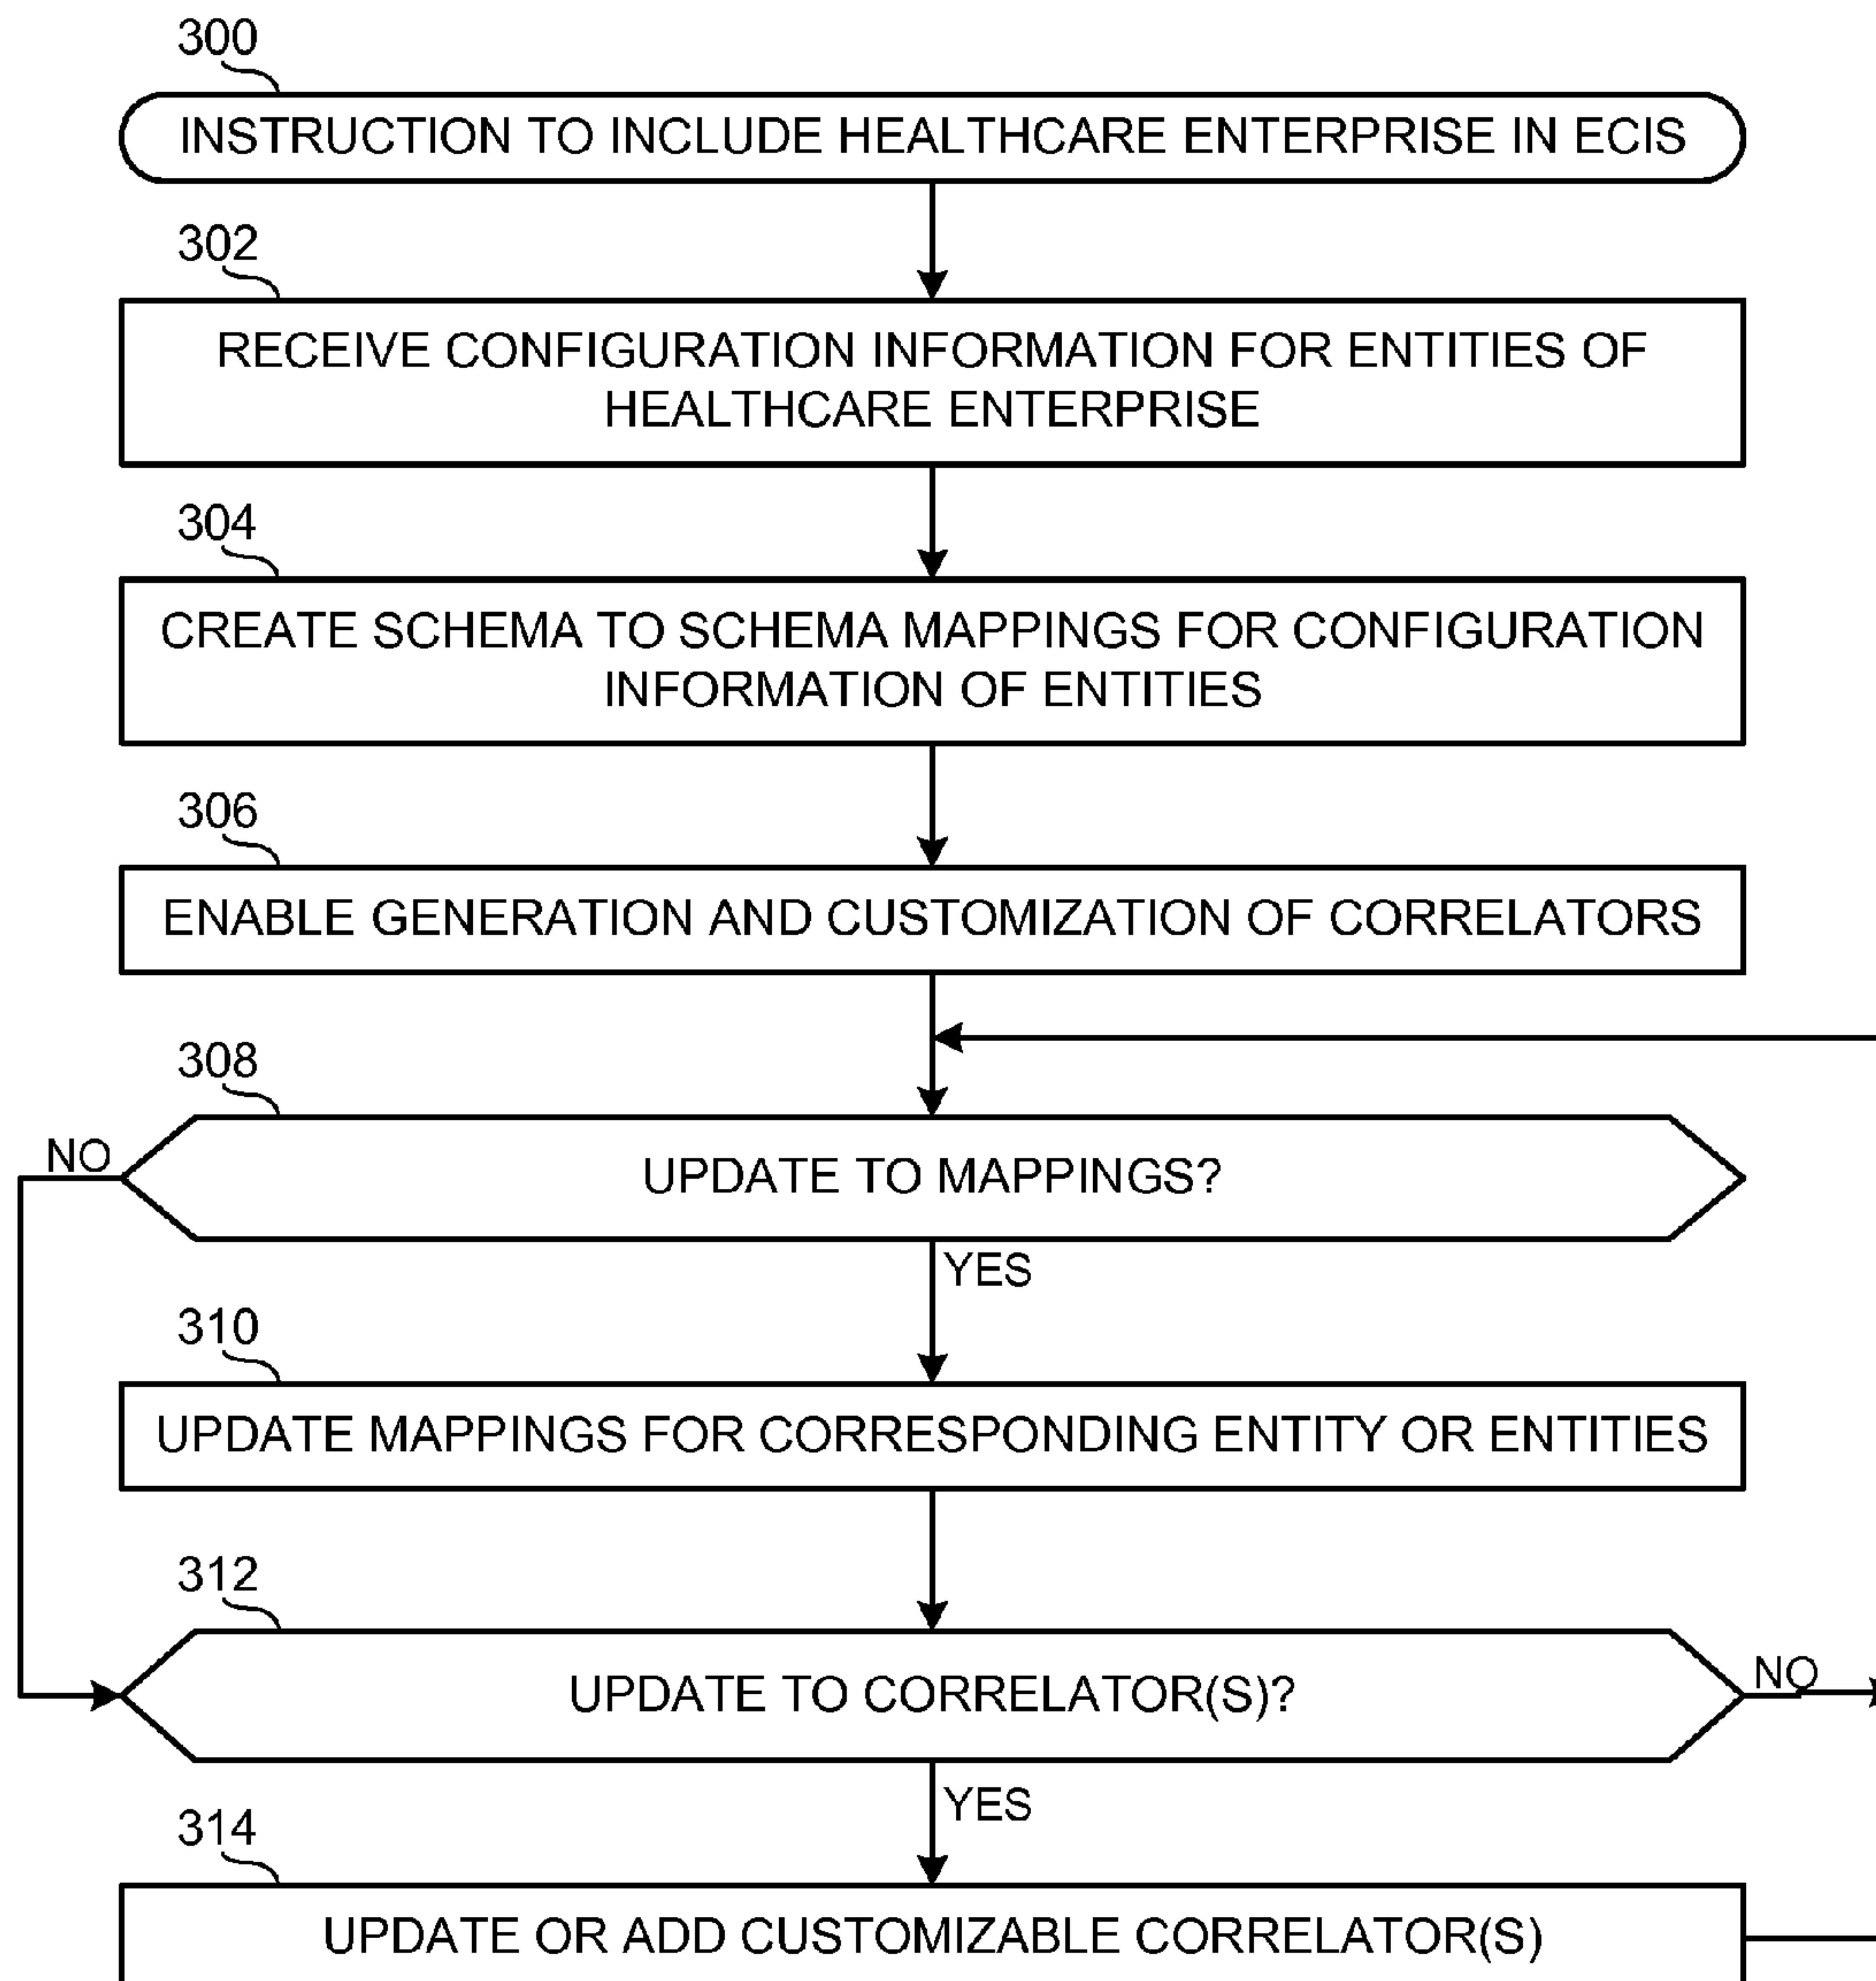 300
INSTRUCTION TO INCLUDE HEALTHCARE ENTERPRISE IN ECIS
302
RECEIVE CONFIGURATION INFORMATION FOR ENTITIES OF
HEALTHCARE ENTERPRISE
304
CREATE SCHEMA TO SCHEMA MAPPINGS FOR CONFIGURATION
INFORMATION OF ENTITIES
306
ENABLE GENERATION AND CUSTOMIZATION OF CORRELATORS
308
NO
UPDATE TO MAPPINGS?
YES
310
UPDATE MAPPINGS FOR CORRESPONDING ENTITY OR ENTITIES
312
UPDATE TO CORRELATOR(S)?
NO
YES
314
UPDATE OR ADD CUSTOMIZABLE CORRELATOR(S)